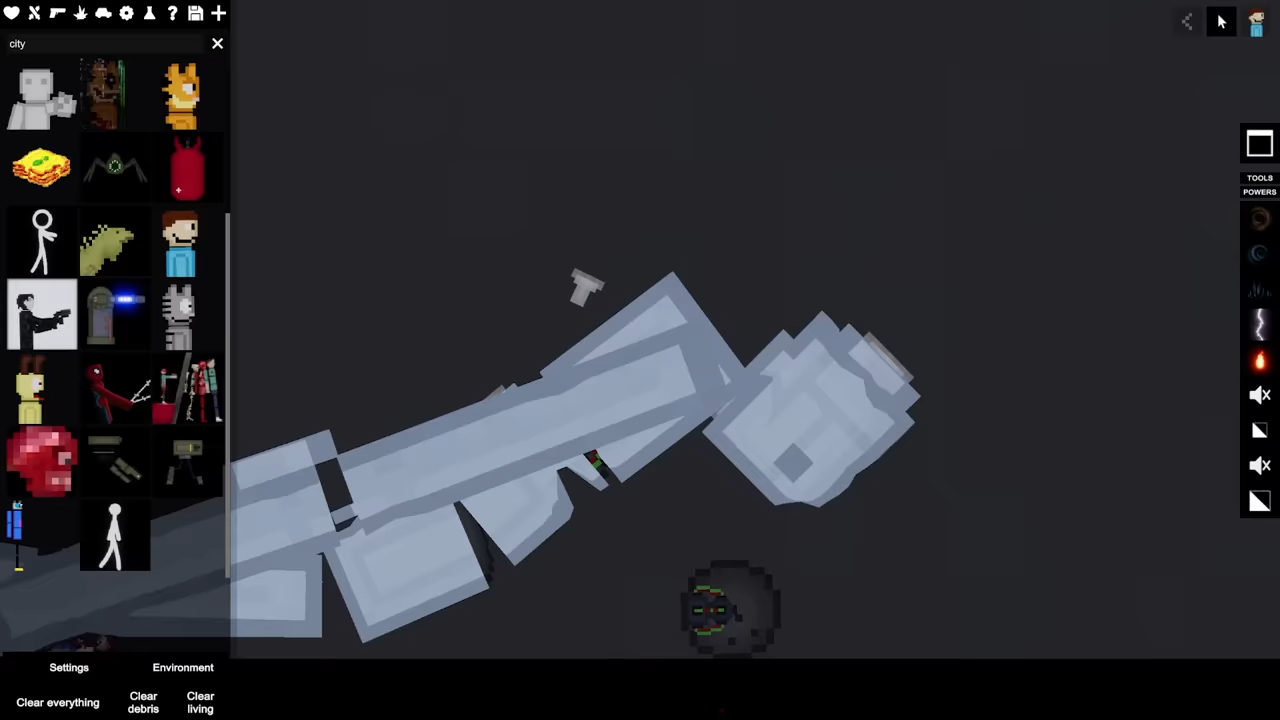 city
TOOLS
POWERS
Settings
Environment
Clear everything
Clear
debris
Clear
living